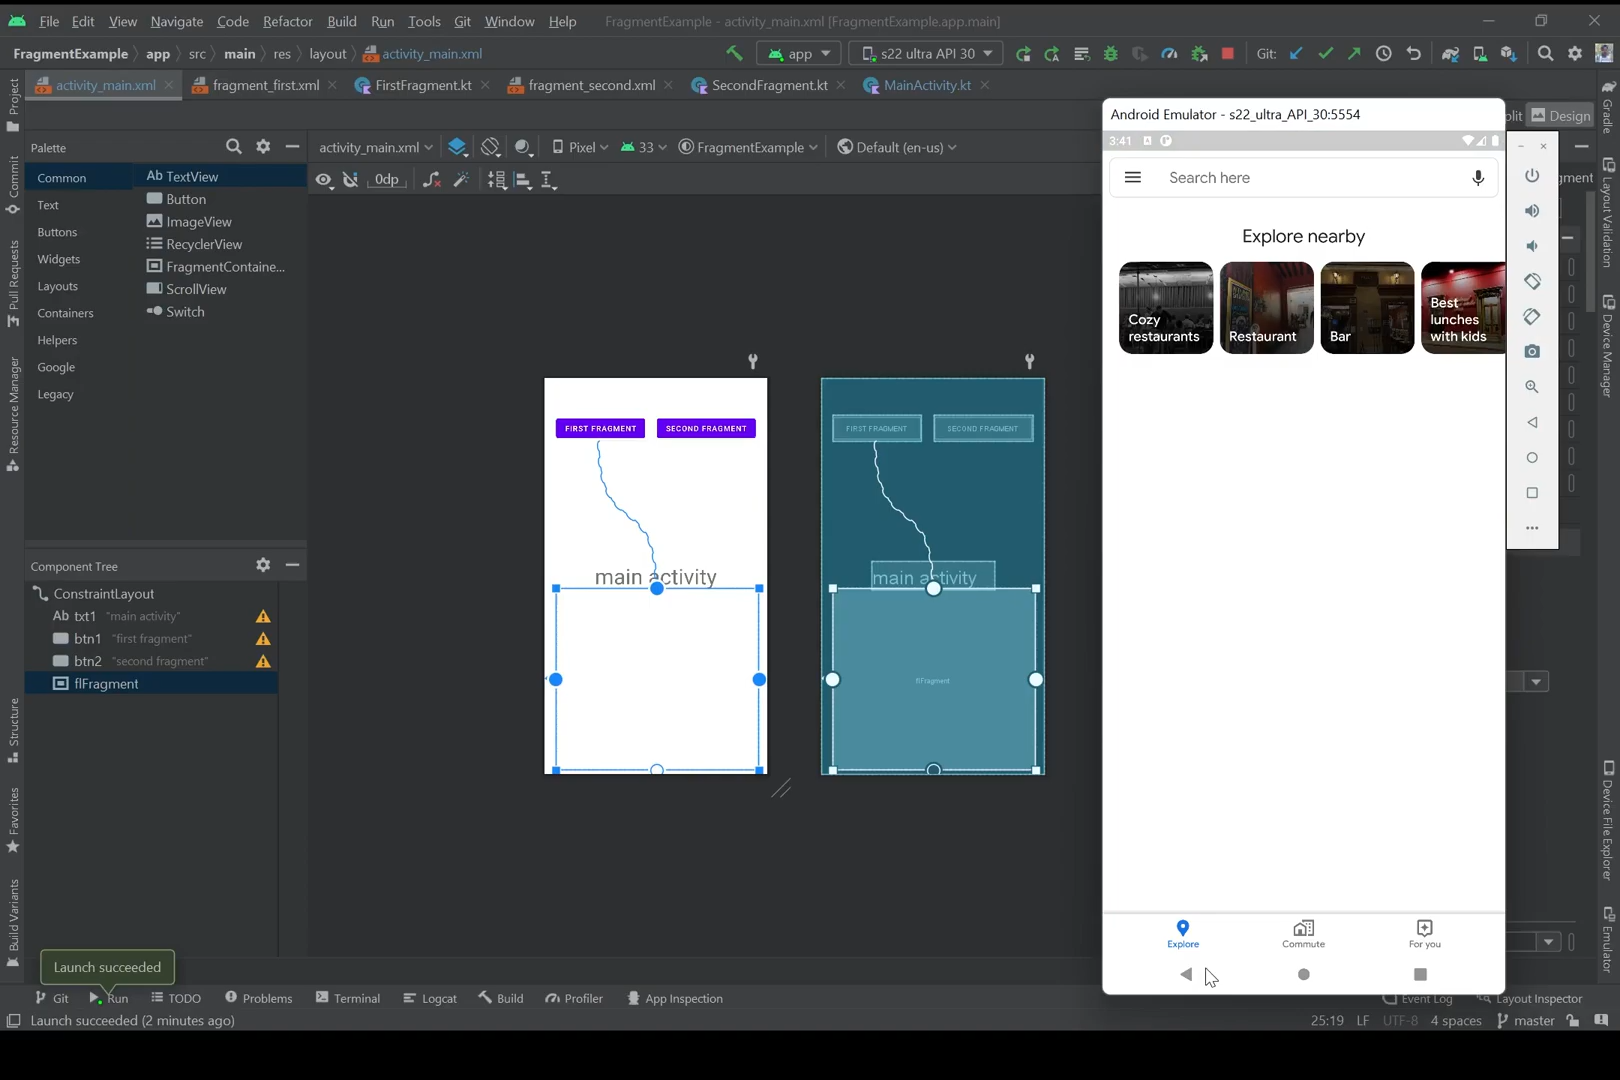 File Edit View Navigate Code Refactor Build Run Tools Git Window Help FragmentExample - activity_main.xml [FragmentExample.app.main]
FragmentExample app src main res layout activity_main.xml app s22 ultra API 30 Git:
activity_main.xml fragment_first.xml FirstFragment.kt fragment_second.xml SecondFragment.kt MainActivity.kt
Design
Palette
activity_main.xml Pixel 33 FragmentExample Default (en-us)
0dp
Common
Text
Buttons
Widgets
Layouts
Containers
Helpers
Google
Legacy
Ab TextView
Button
ImageView
RecyclerView
FragmentContaine...
ScrollView
Switch
Component Tree
ConstraintLayout
Ab txt1 "main activity"
btn1 "first fragment"
btn2 "second fragment"
flFragment
FIRST FRAGMENT SECOND FRAGMENT
main activity
FIRST FRAGMENT SECOND FRAGMENT
main activity
flFragment
Android Emulator - s22_ultra_API_30:5554
3:41
Search here
Explore nearby
Cozy
restaurants
Restaurant
Bar
Best
lunches
with kids
Explore Commute For you
Project
Commit
Pull Requests
Resource Manager
Structure
Favorites
Build Variants
Gradle
Layout Validation
Device Manager
Device File Explorer
Emulator
Launch succeeded
Git Run TODO Problems Terminal Logcat Build Profiler App Inspection Event Log Layout Inspector
Launch succeeded (2 minutes ago) 25:19 LF UTF-8 4 spaces master